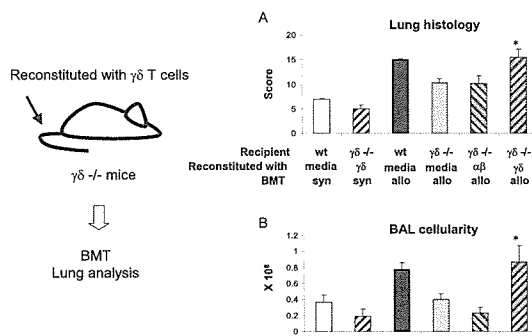 Reconstituted with γδ T cells
γδ -/- mice
BMT
Lung analysis
A
Lung histology
Score
20
15
10
5
0
Recipient wt γδ -/- wt γδ -/- γδ -/- γδ -/-
Reconstituted with media γδ media media αβ γδ
BMT syn syn allo allo allo allo
*
B
BAL cellularity
X 10⁶
1.2
1
0.8
0.6
0.4
0.2
0
*